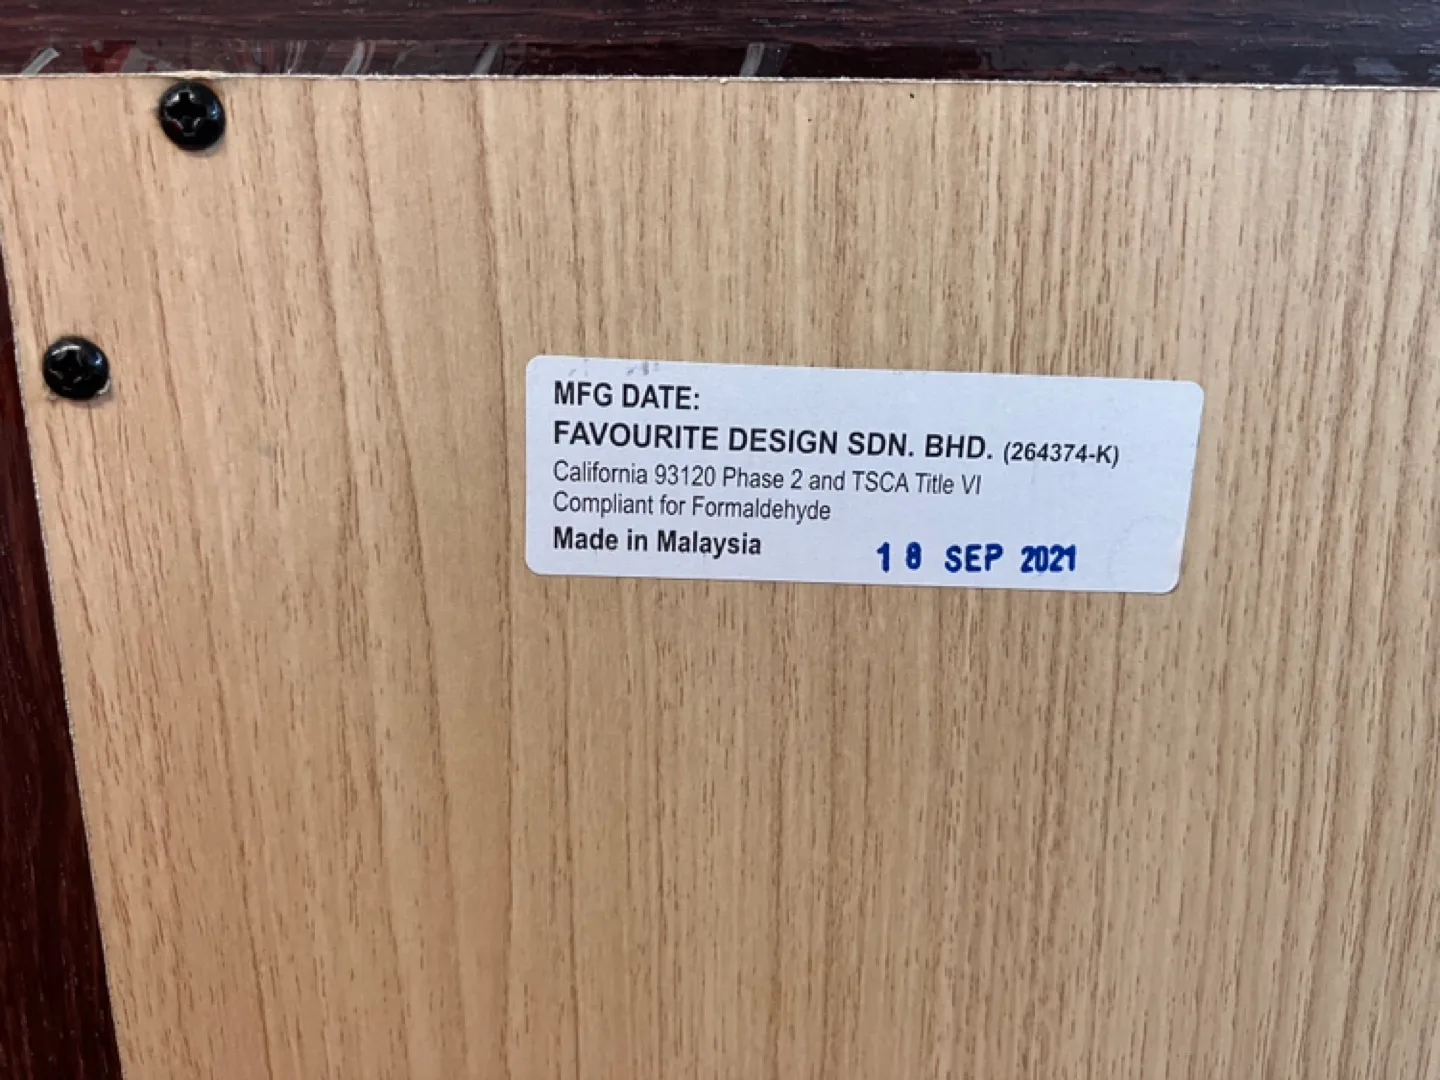 MFG DATE:
FAVOURITE DESIGN SDN. BHD. (264374-K)
California 93120 Phase 2 and TSCA Title VI
Compliant for Formaldehyde
Made in Malaysia 18 SEP 2021